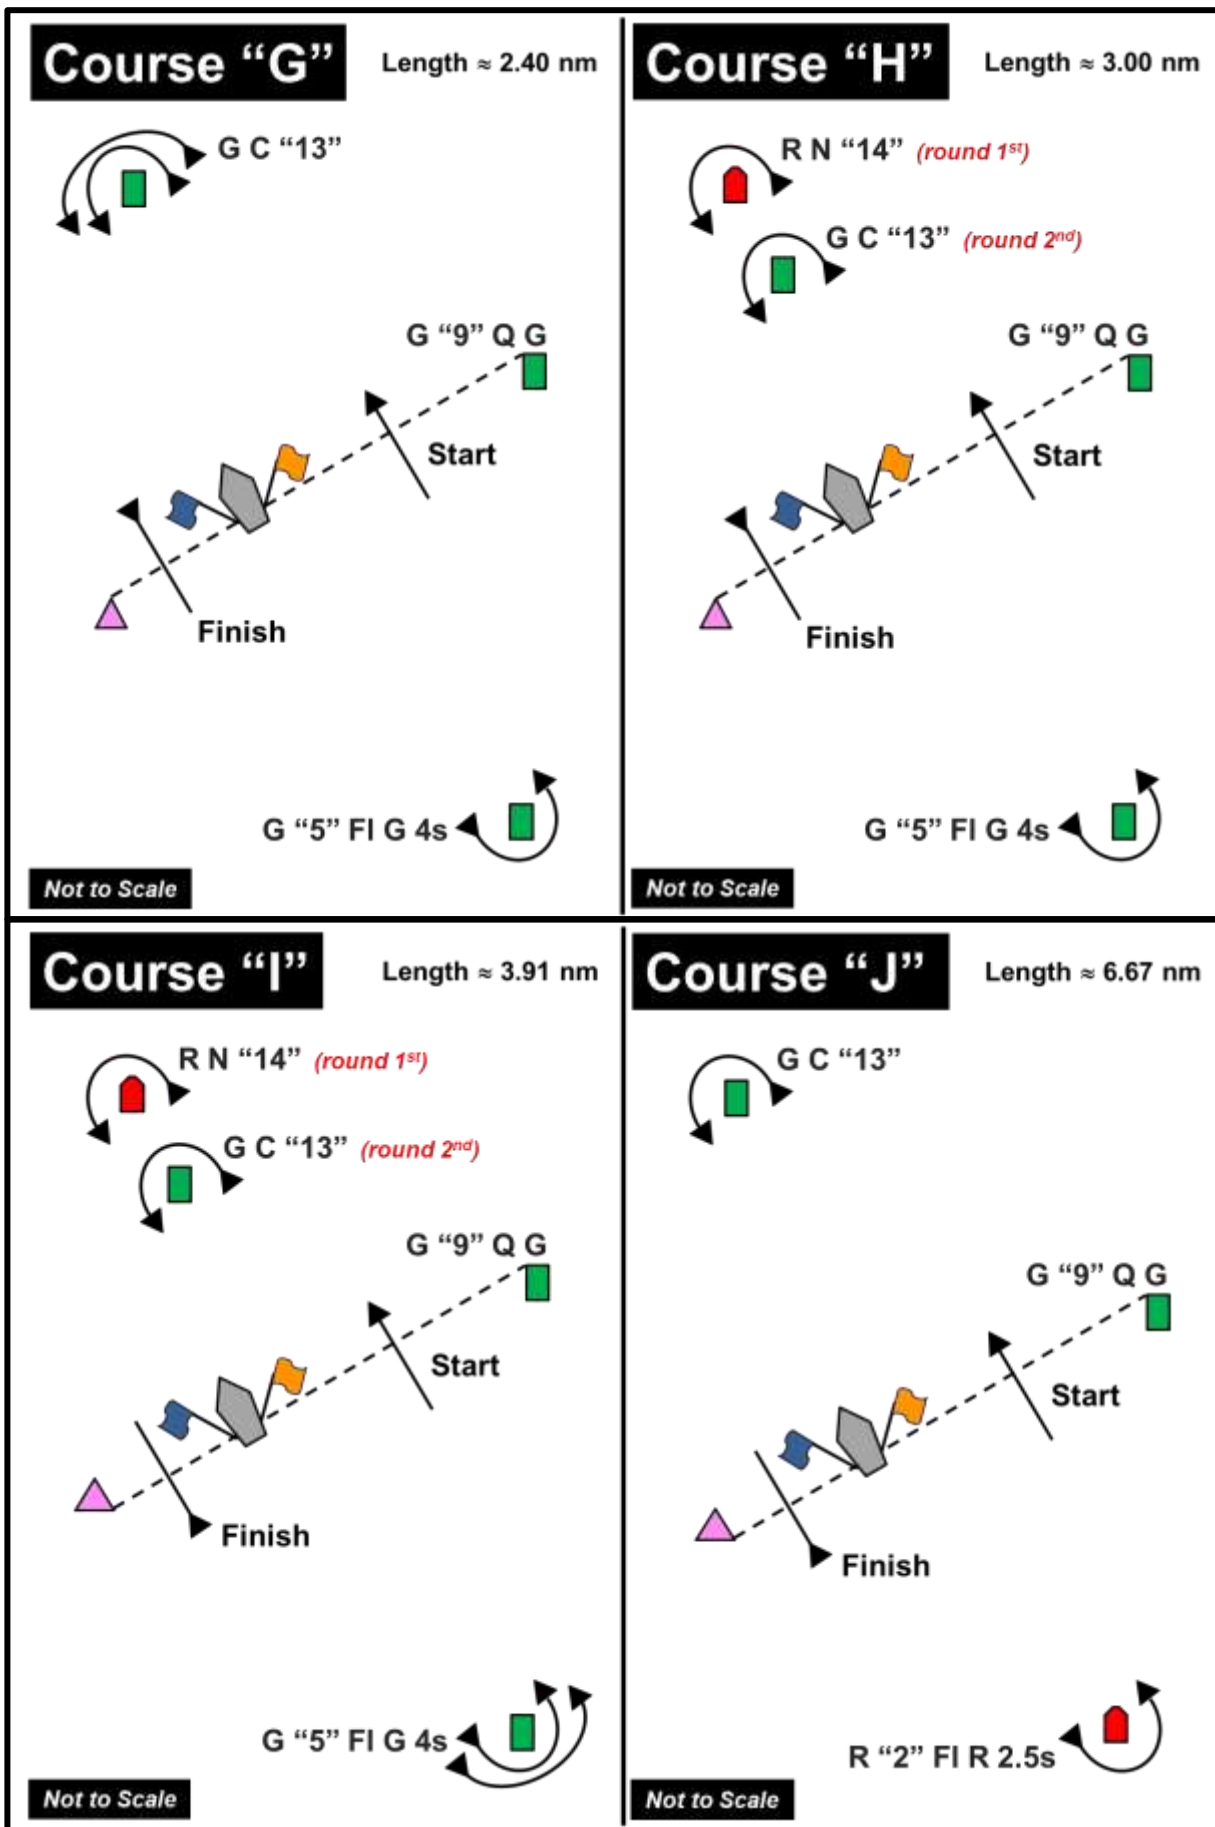 Course “G” Length ≈ 2.40 nm
G C “13”
G “9” Q G
Start
Finish
G “5” Fl G 4s
Not to Scale
Course “H” Length ≈ 3.00 nm
R N “14” (round 1st)
G C “13” (round 2nd)
G “9” Q G
Start
Finish
G “5” Fl G 4s
Not to Scale
Course “I” Length ≈ 3.91 nm
R N “14” (round 1st)
G C “13” (round 2nd)
G “9” Q G
Start
Finish
G “5” Fl G 4s
Not to Scale
Course “J” Length ≈ 6.67 nm
G C “13”
G “9” Q G
Start
Finish
R “2” Fl R 2.5s
Not to Scale